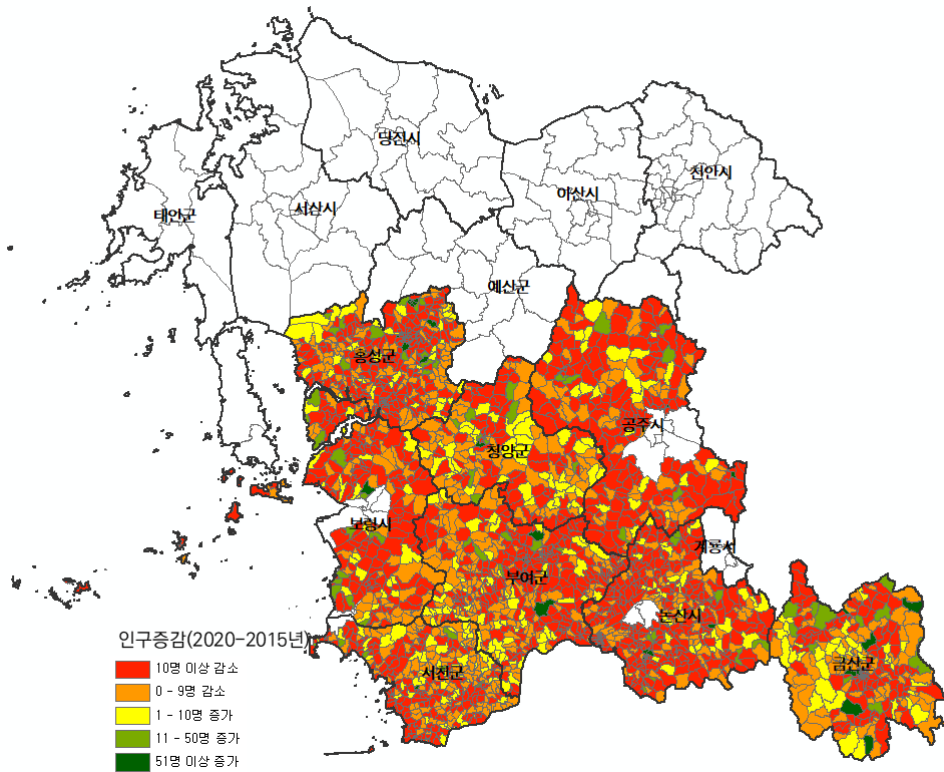 당진시
천안시
아산시
서산시
태안군
예산군
홍성군
공주시
청양군
보령시
계룡시
부여군
논산시
금산군
서천군
인구증감(2020-2015년)
10명 이상 감소
0 - 9명 감소
1 - 10명 증가
11 - 50명 증가
51명 이상 증가